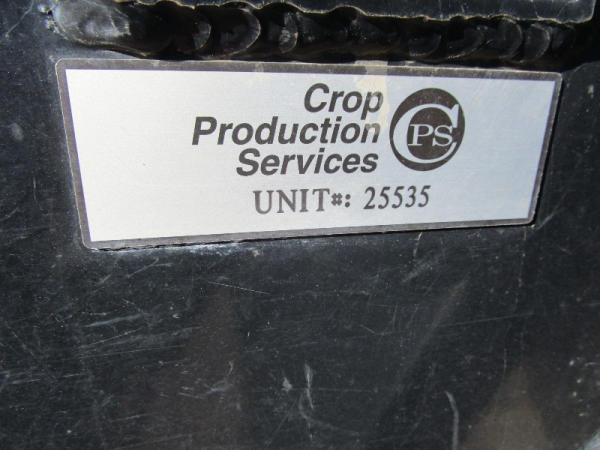 Crop
Production
Services
CPS
UNIT#: 25535